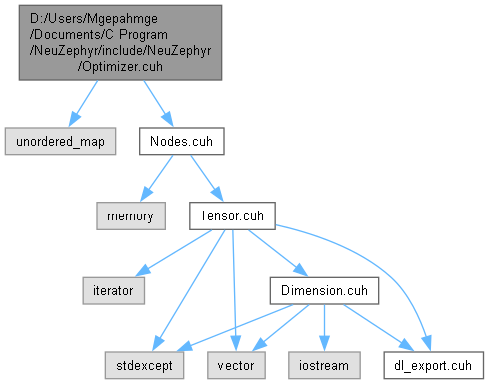 D:/Users/Mgepahmge
/Documents/C Program
/NeuZephyr/include/NeuZephyr
/Optimizer.cuh
unordered_map
Nodes.cuh
memory
Tensor.cuh
iterator
Dimension.cuh
stdexcept
vector
iostream
dl_export.cuh